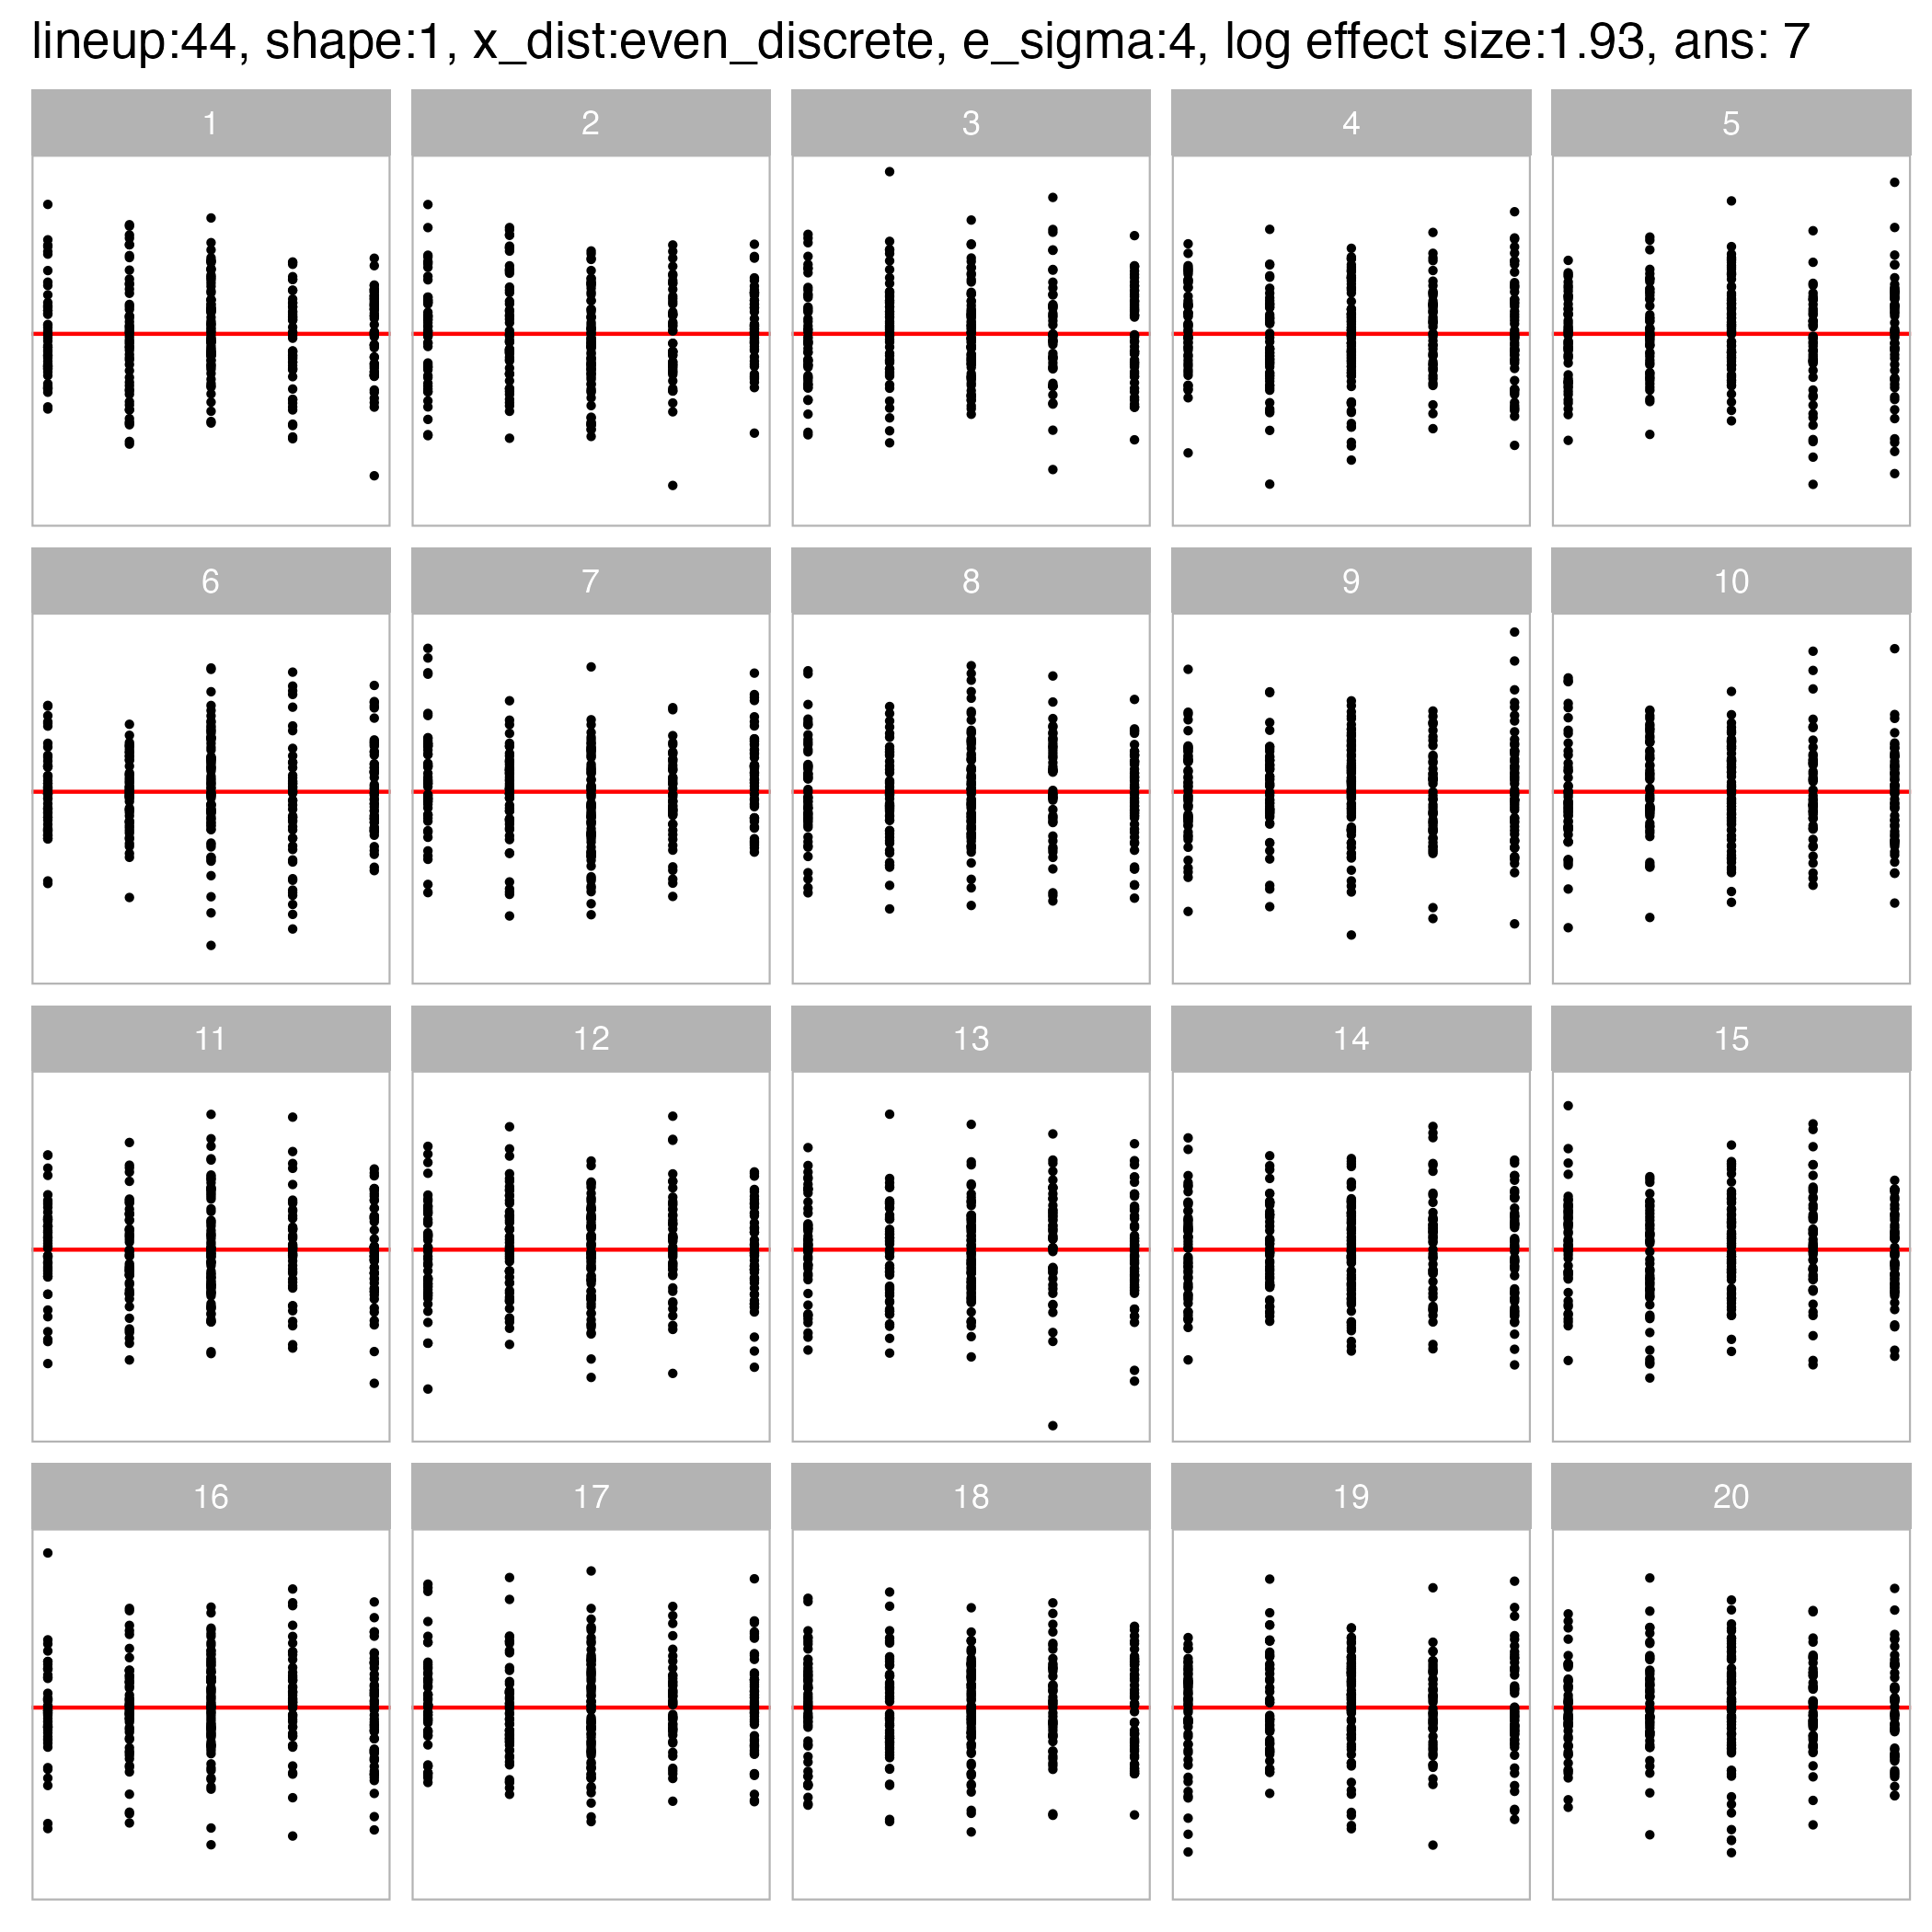 lineup:44, shape:1, x_dist:even_discrete, e_sigma:4, log effect size:1.93, ans: 7
1 2 3 4 5
6 7 8 9 10
11 12 13 14 15
16 17 18 19 20